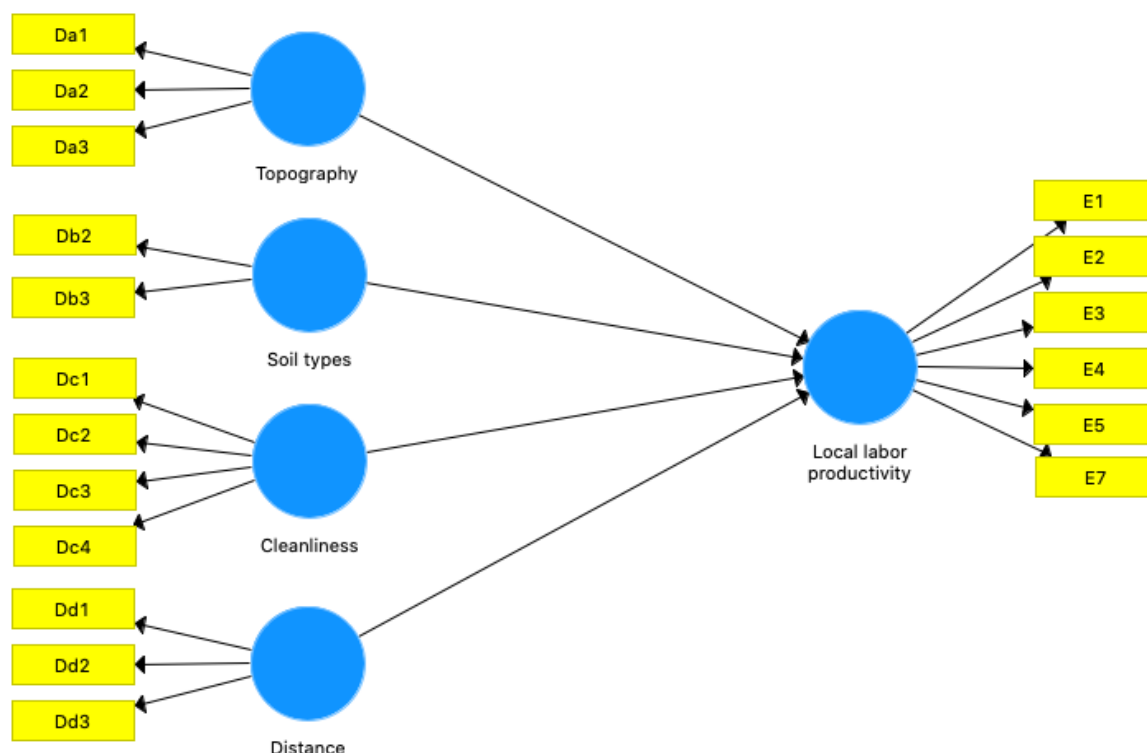 Da1
Da2
Da3
Topography
Db2
Db3
Soil types
Dc1
Dc2
Dc3
Dc4
Cleanliness
Dd1
Dd2
Dd3
Distance
Local labor
productivity
E1
E2
E3
E4
E5
E7